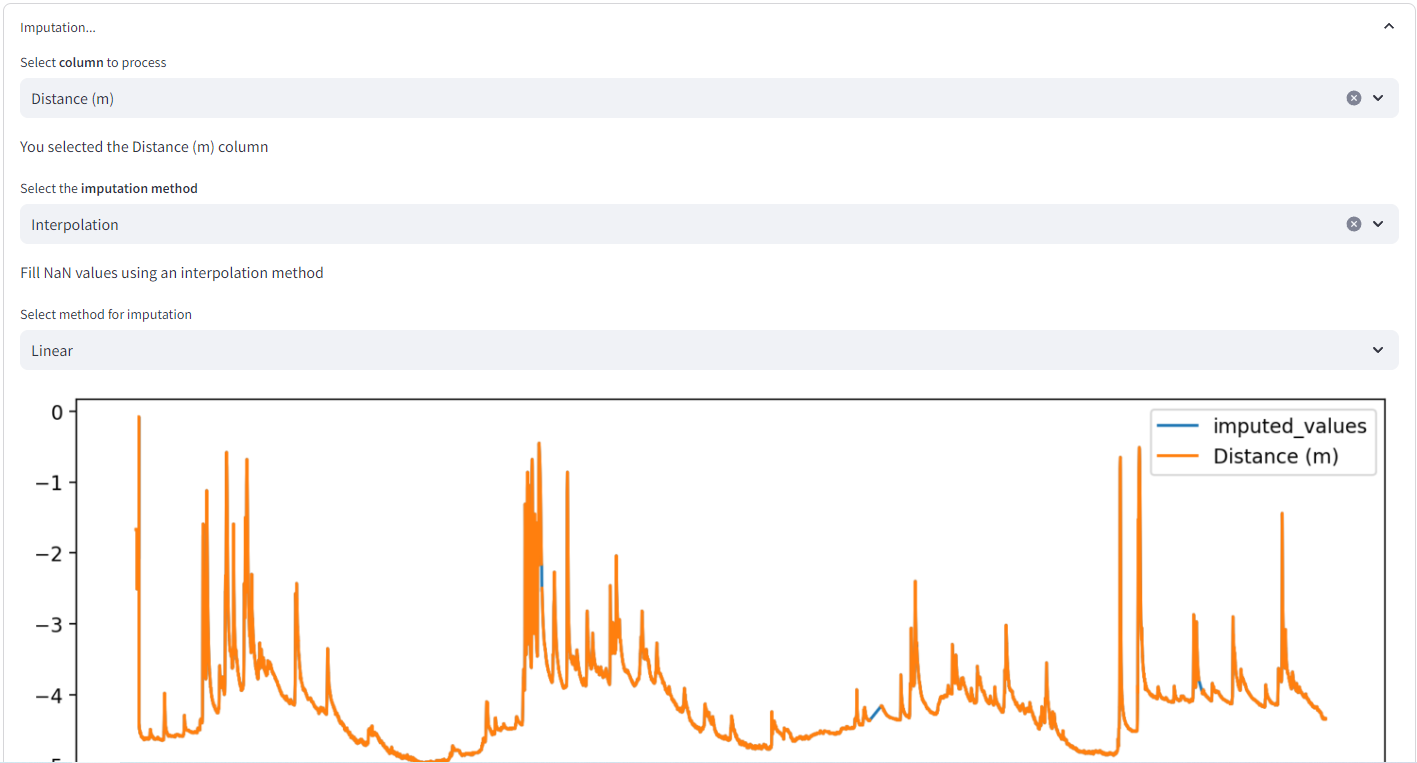 Imputation...
Select column to process
Distance (m)
You selected the Distance (m) column
Select the imputation method
Interpolation
Fill NaN values using an interpolation method
Select method for imputation
Linear
0
imputed_values
Distance (m)
−1
−2
−3
−4